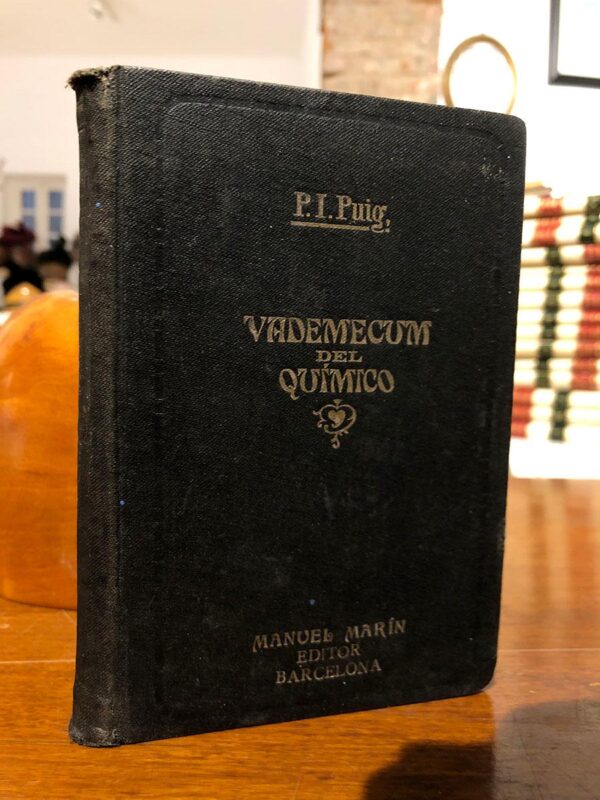 P. I. Puig.
VADEMECUM
DEL
QUÍMICO
MANUEL MARÍN
EDITOR
BARCELONA